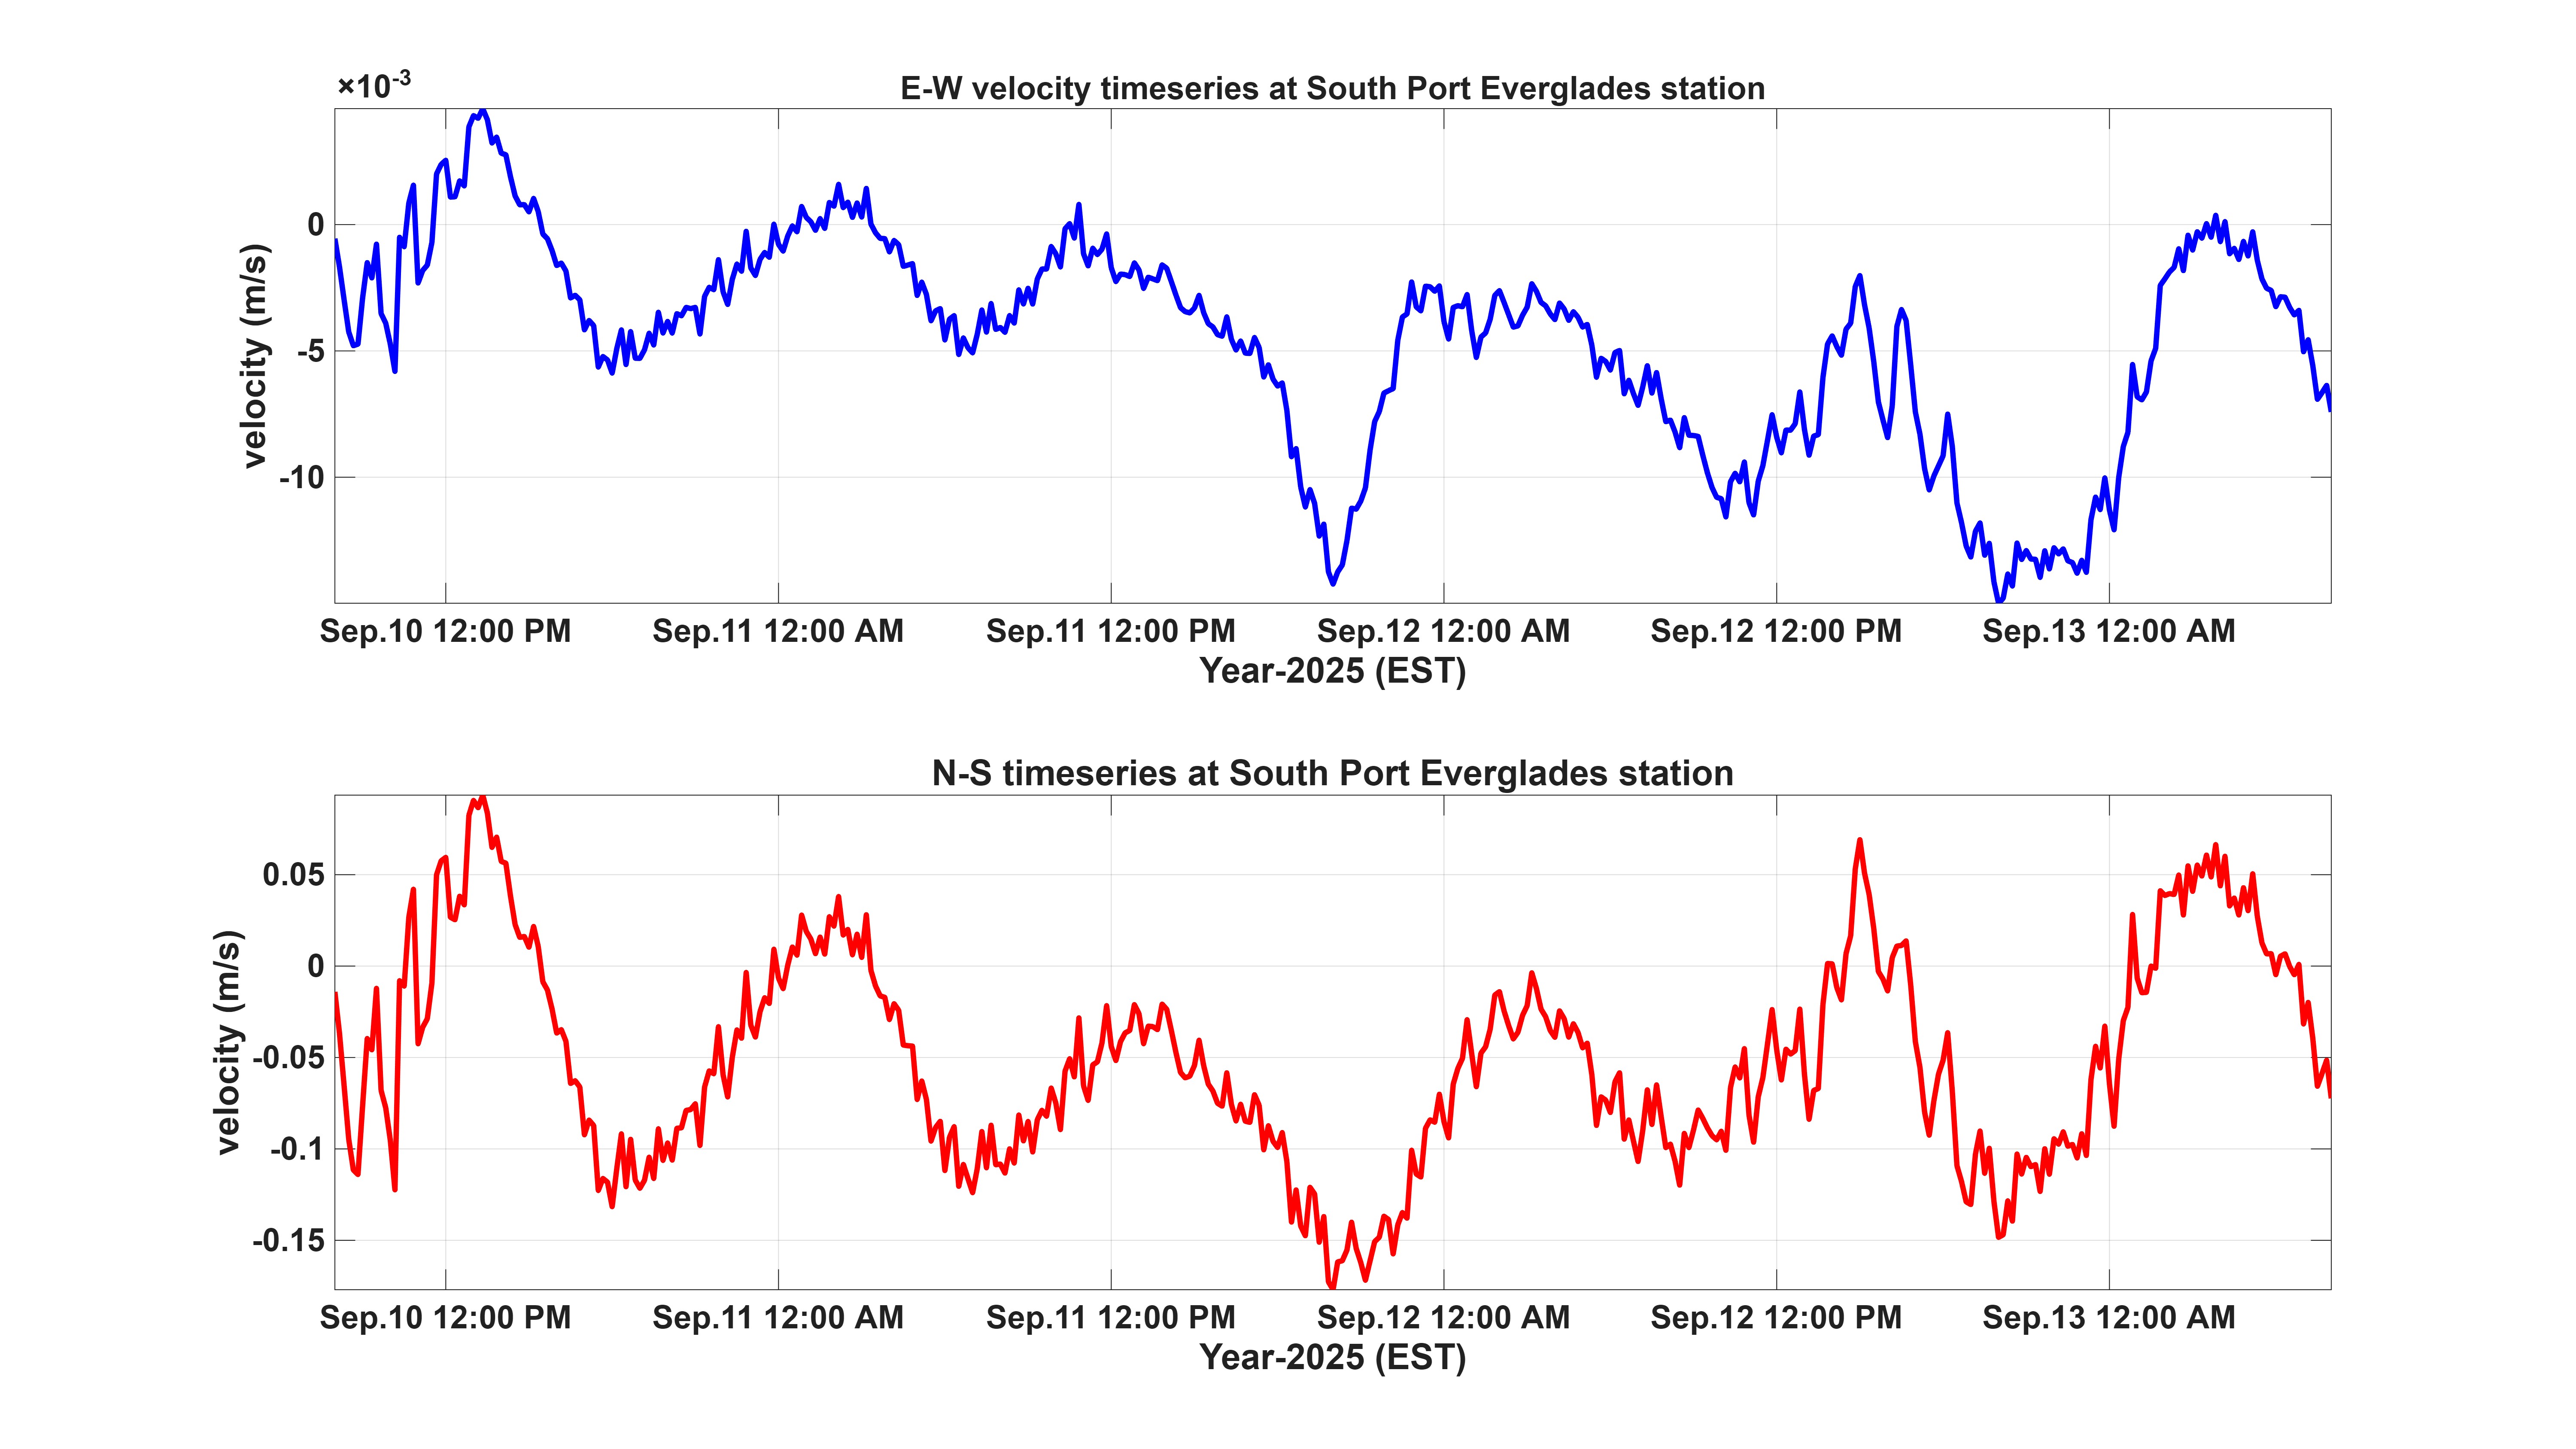 ×10-3
E-W velocity timeseries at South Port Everglades station
velocity (m/s)
0
-5
-10
Sep.10 12:00 PM Sep.11 12:00 AM Sep.11 12:00 PM Sep.12 12:00 AM Sep.12 12:00 PM Sep.13 12:00 AM
Year-2025 (EST)
N-S timeseries at South Port Everglades station
velocity (m/s)
0.05
0
-0.05
-0.1
-0.15
Sep.10 12:00 PM Sep.11 12:00 AM Sep.11 12:00 PM Sep.12 12:00 AM Sep.12 12:00 PM Sep.13 12:00 AM
Year-2025 (EST)